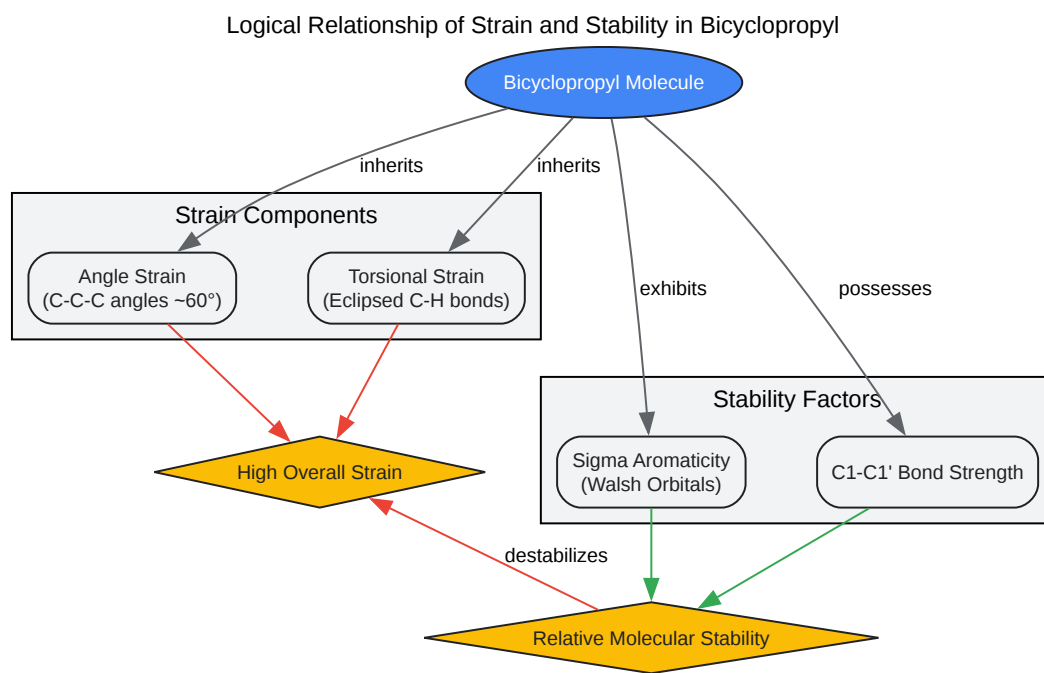 Logical Relationship of Strain and Stability in Bicyclopropyl
Bicyclopropyl Molecule
inherits
inherits
Strain Components
Angle Strain
(C-C-C angles ~60°)
Torsional Strain
(Eclipsed C-H bonds)
exhibits
possesses
Stability Factors
Sigma Aromaticity
(Walsh Orbitals)
C1-C1' Bond Strength
High Overall Strain
destabilizes
Relative Molecular Stability